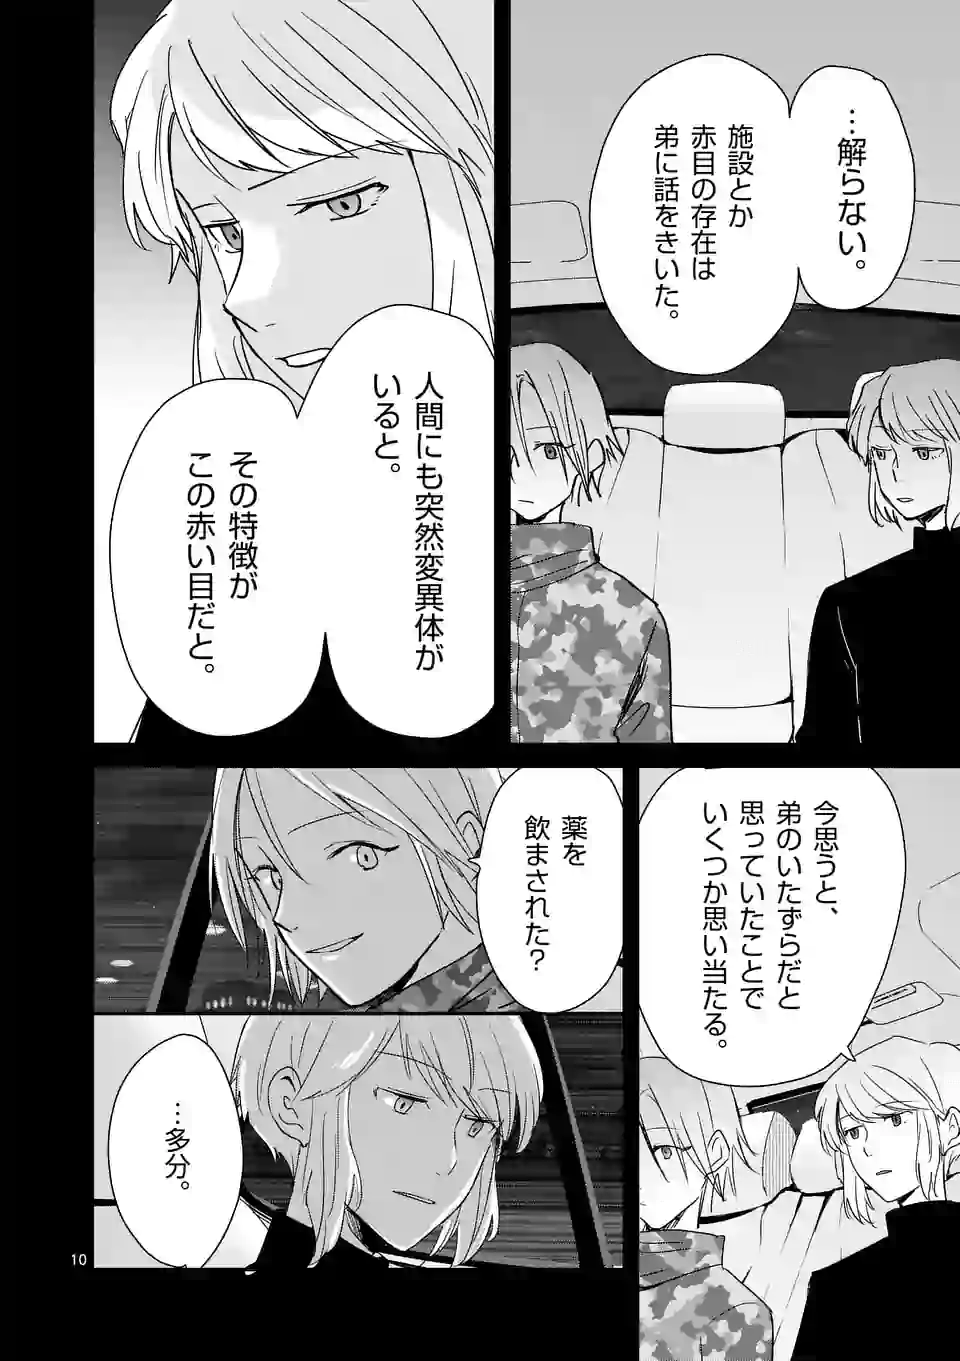 …解らない。
施設とか
赤目の存在は
弟に話をきいた。
人間にも突然変異体が
いると。
その特徴が
この赤い目だと。
今思うと、
弟のいたずらだと
思っていたことで
いくつか思い当たる。
薬を
飲まされた？
…多分。
10